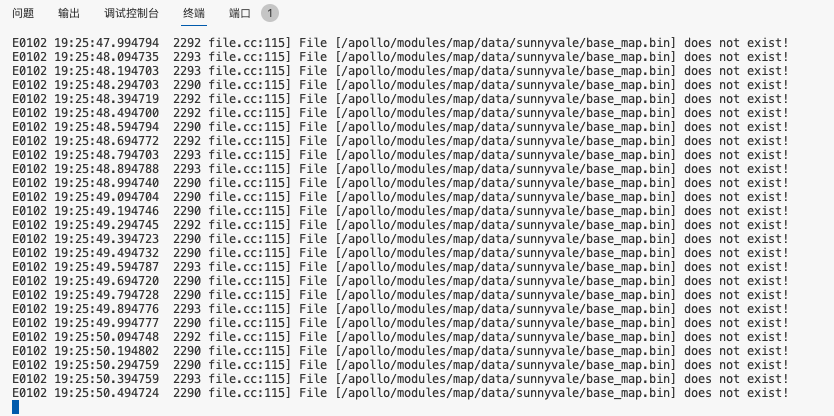 问题 输出 调试控制台 终端 端口 1
E0102 19:25:47.994794  2292 file.cc:115] File [/apollo/modules/map/data/sunnyvale/base_map.bin] does not exist!
E0102 19:25:48.094735  2293 file.cc:115] File [/apollo/modules/map/data/sunnyvale/base_map.bin] does not exist!
E0102 19:25:48.194703  2293 file.cc:115] File [/apollo/modules/map/data/sunnyvale/base_map.bin] does not exist!
E0102 19:25:48.294703  2290 file.cc:115] File [/apollo/modules/map/data/sunnyvale/base_map.bin] does not exist!
E0102 19:25:48.394719  2292 file.cc:115] File [/apollo/modules/map/data/sunnyvale/base_map.bin] does not exist!
E0102 19:25:48.494700  2292 file.cc:115] File [/apollo/modules/map/data/sunnyvale/base_map.bin] does not exist!
E0102 19:25:48.594794  2290 file.cc:115] File [/apollo/modules/map/data/sunnyvale/base_map.bin] does not exist!
E0102 19:25:48.694772  2292 file.cc:115] File [/apollo/modules/map/data/sunnyvale/base_map.bin] does not exist!
E0102 19:25:48.794703  2293 file.cc:115] File [/apollo/modules/map/data/sunnyvale/base_map.bin] does not exist!
E0102 19:25:48.894788  2293 file.cc:115] File [/apollo/modules/map/data/sunnyvale/base_map.bin] does not exist!
E0102 19:25:48.994740  2290 file.cc:115] File [/apollo/modules/map/data/sunnyvale/base_map.bin] does not exist!
E0102 19:25:49.094704  2290 file.cc:115] File [/apollo/modules/map/data/sunnyvale/base_map.bin] does not exist!
E0102 19:25:49.194746  2290 file.cc:115] File [/apollo/modules/map/data/sunnyvale/base_map.bin] does not exist!
E0102 19:25:49.294745  2292 file.cc:115] File [/apollo/modules/map/data/sunnyvale/base_map.bin] does not exist!
E0102 19:25:49.394723  2290 file.cc:115] File [/apollo/modules/map/data/sunnyvale/base_map.bin] does not exist!
E0102 19:25:49.494732  2290 file.cc:115] File [/apollo/modules/map/data/sunnyvale/base_map.bin] does not exist!
E0102 19:25:49.594787  2293 file.cc:115] File [/apollo/modules/map/data/sunnyvale/base_map.bin] does not exist!
E0102 19:25:49.694720  2290 file.cc:115] File [/apollo/modules/map/data/sunnyvale/base_map.bin] does not exist!
E0102 19:25:49.794728  2290 file.cc:115] File [/apollo/modules/map/data/sunnyvale/base_map.bin] does not exist!
E0102 19:25:49.894776  2293 file.cc:115] File [/apollo/modules/map/data/sunnyvale/base_map.bin] does not exist!
E0102 19:25:49.994777  2290 file.cc:115] File [/apollo/modules/map/data/sunnyvale/base_map.bin] does not exist!
E0102 19:25:50.094748  2292 file.cc:115] File [/apollo/modules/map/data/sunnyvale/base_map.bin] does not exist!
E0102 19:25:50.194802  2290 file.cc:115] File [/apollo/modules/map/data/sunnyvale/base_map.bin] does not exist!
E0102 19:25:50.294759  2290 file.cc:115] File [/apollo/modules/map/data/sunnyvale/base_map.bin] does not exist!
E0102 19:25:50.394759  2293 file.cc:115] File [/apollo/modules/map/data/sunnyvale/base_map.bin] does not exist!
E0102 19:25:50.494724  2290 file.cc:115] File [/apollo/modules/map/data/sunnyvale/base_map.bin] does not exist!